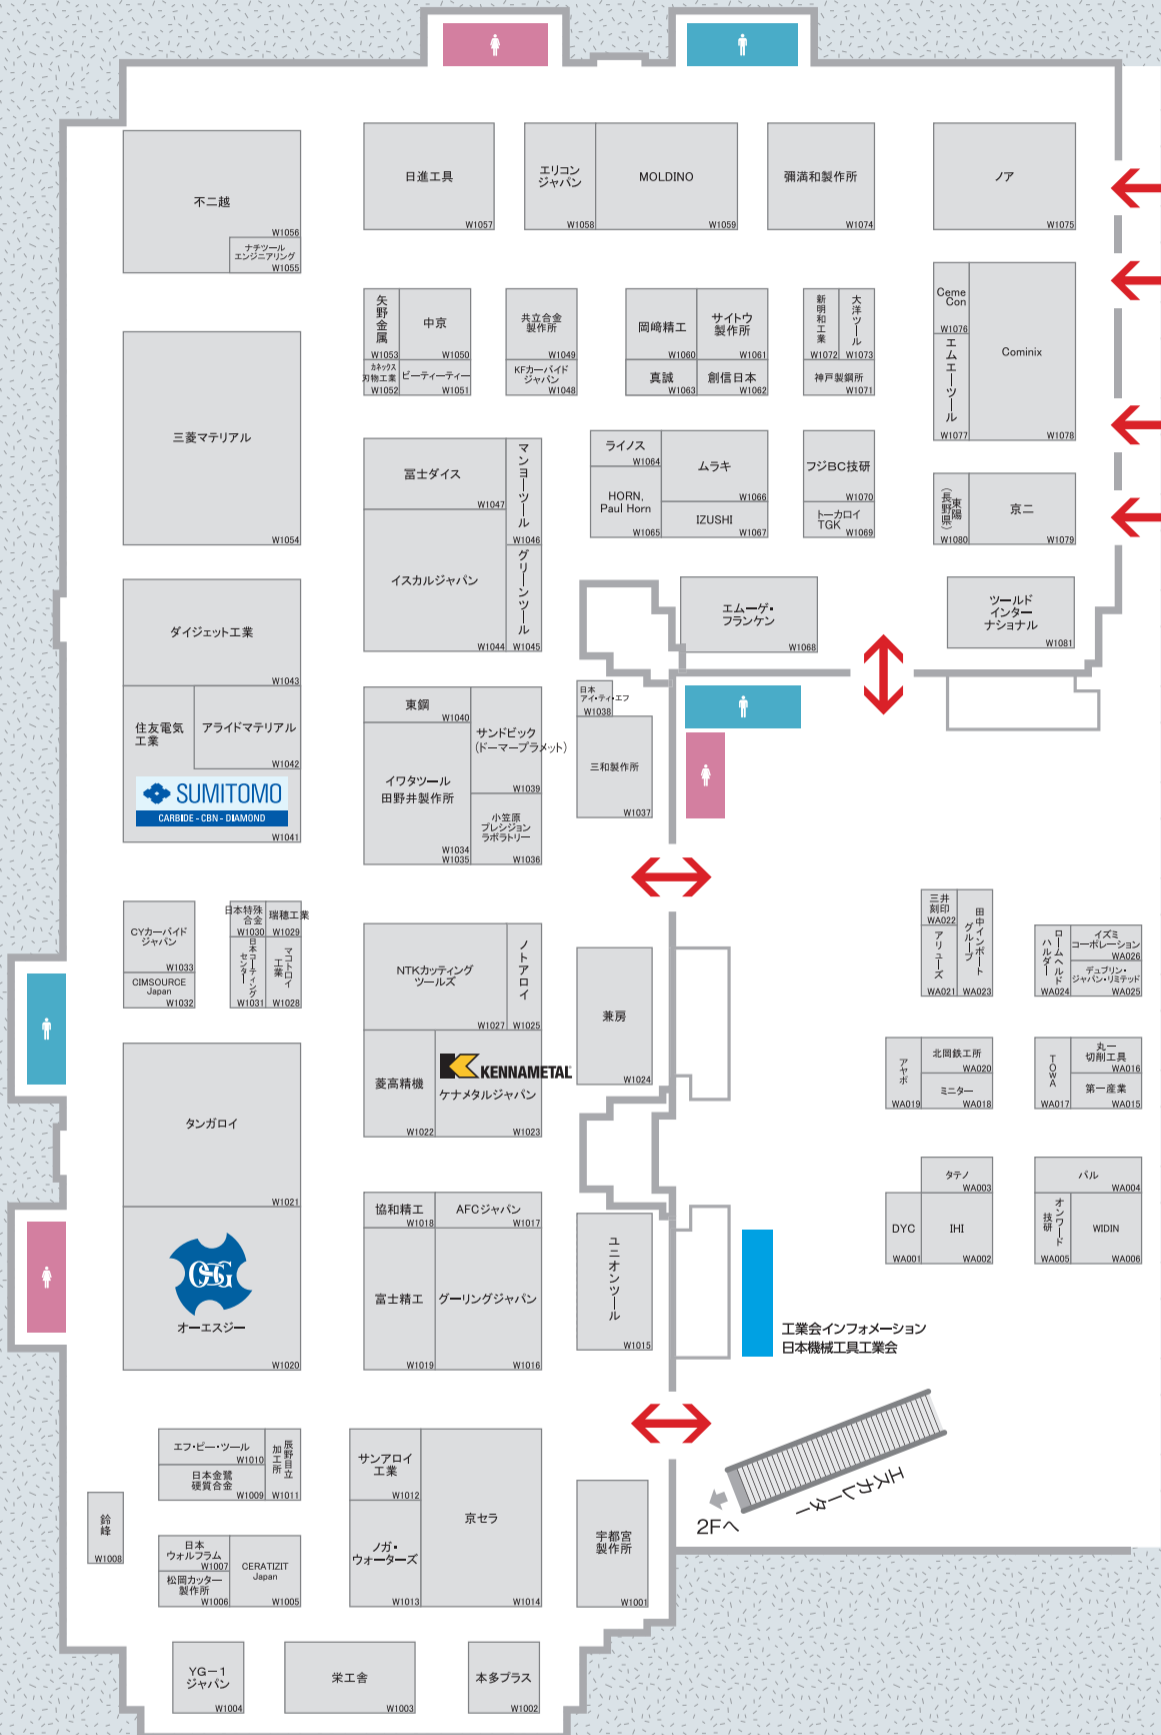 不二越
W1056
ナチツール
エンジニアリング
W1055
日進工具
W1057
エリコン
ジャパン
W1058
MOLDINO
W1059
彌満和製作所
W1074
ノア
W1075
矢野金属
W1053
中京
W1050
カネックス
刃物工業
W1052
ビーティーティー
W1051
共立合金
製作所
W1049
KFカーバイド
ジャパン
W1048
岡﨑精工
W1060
サイトウ
製作所
W1061
真誠
W1063
創信日本
W1062
新明和工業
W1072
大洋ツール
W1073
神戸製鋼所
W1071
Ceme
Con
W1076
エムエーツール
W1077
Cominix
W1078
三菱マテリアル
W1054
冨士ダイス
W1047
マンヨーツール
W1046
イスカルジャパン
W1044
グリーンツール
W1045
ライノス
W1064
HORN,
Paul Horn
W1065
ムラキ
W1066
IZUSHI
W1067
フジBC技研
W1070
トーカロイ
TGK
W1069
東陽
(長野県)
W1080
京二
W1079
ダイジェット工業
W1043
エムーゲ・
フランケン
W1068
ツールド
インター
ナショナル
W1081
住友電気
工業
アライドマテリアル
W1042
SUMITOMO
CARBIDE - CBN - DIAMOND
W1041
東鋼
W1040
サンドビック
(ドーマープラメット)
W1039
イワタツール
田野井製作所
W1034
W1035
小笠原
プレシジョン
ラボラトリー
W1036
日本
アイ・ティ・エフ
W1038
三和製作所
W1037
CYカーバイド
ジャパン
W1033
CIMSOURCE
Japan
W1032
日本特殊
合金
W1030
瑞穂工業
W1029
日本コーティング
センター
W1031
マコトロイ
工業
W1028
NTKカッティング
ツールズ
W1027
ノトアロイ
W1025
兼房
W1024
三井
刻印
WA022
アリューズ
WA021
田中インポート
グループ
WA023
ロームヘルド
ハルダー
WA024
イズミ
コーポレーション
WA026
デュブリン・
ジャパン・リミテッド
WA025
タンガロイ
W1021
菱高精機
W1022
KENNAMETAL
ケナメタルジャパン
W1023
アヤボ
WA019
北岡鉄工所
WA020
ミニター
WA018
TOWA
WA017
丸一
切削工具
WA016
第一産業
WA015
OSG
オーエスジー
W1020
協和精工
W1018
AFCジャパン
W1017
富士精工
W1019
グーリングジャパン
W1016
ユニオンツール
W1015
タテノ
WA003
DYC
WA001
IHI
WA002
バル
WA004
オンワード
技研
WA005
WIDIN
WA006
工業会インフォメーション
日本機械工具工業会
エスカレーター
2Fへ
エフ・ピー・ツール
W1010
日本金鷺
硬質合金
W1009
辰野目立
加工所
W1011
サンアロイ
工業
W1012
京セラ
W1014
ノガ・
ウォーターズ
W1013
宇都宮
製作所
W1001
鈴峰
W1008
日本
ウォルフラム
W1007
松岡カッター
製作所
W1006
CERATIZIT
Japan
W1005
YG－1
ジャパン
W1004
栄工舎
W1003
本多プラス
W1002